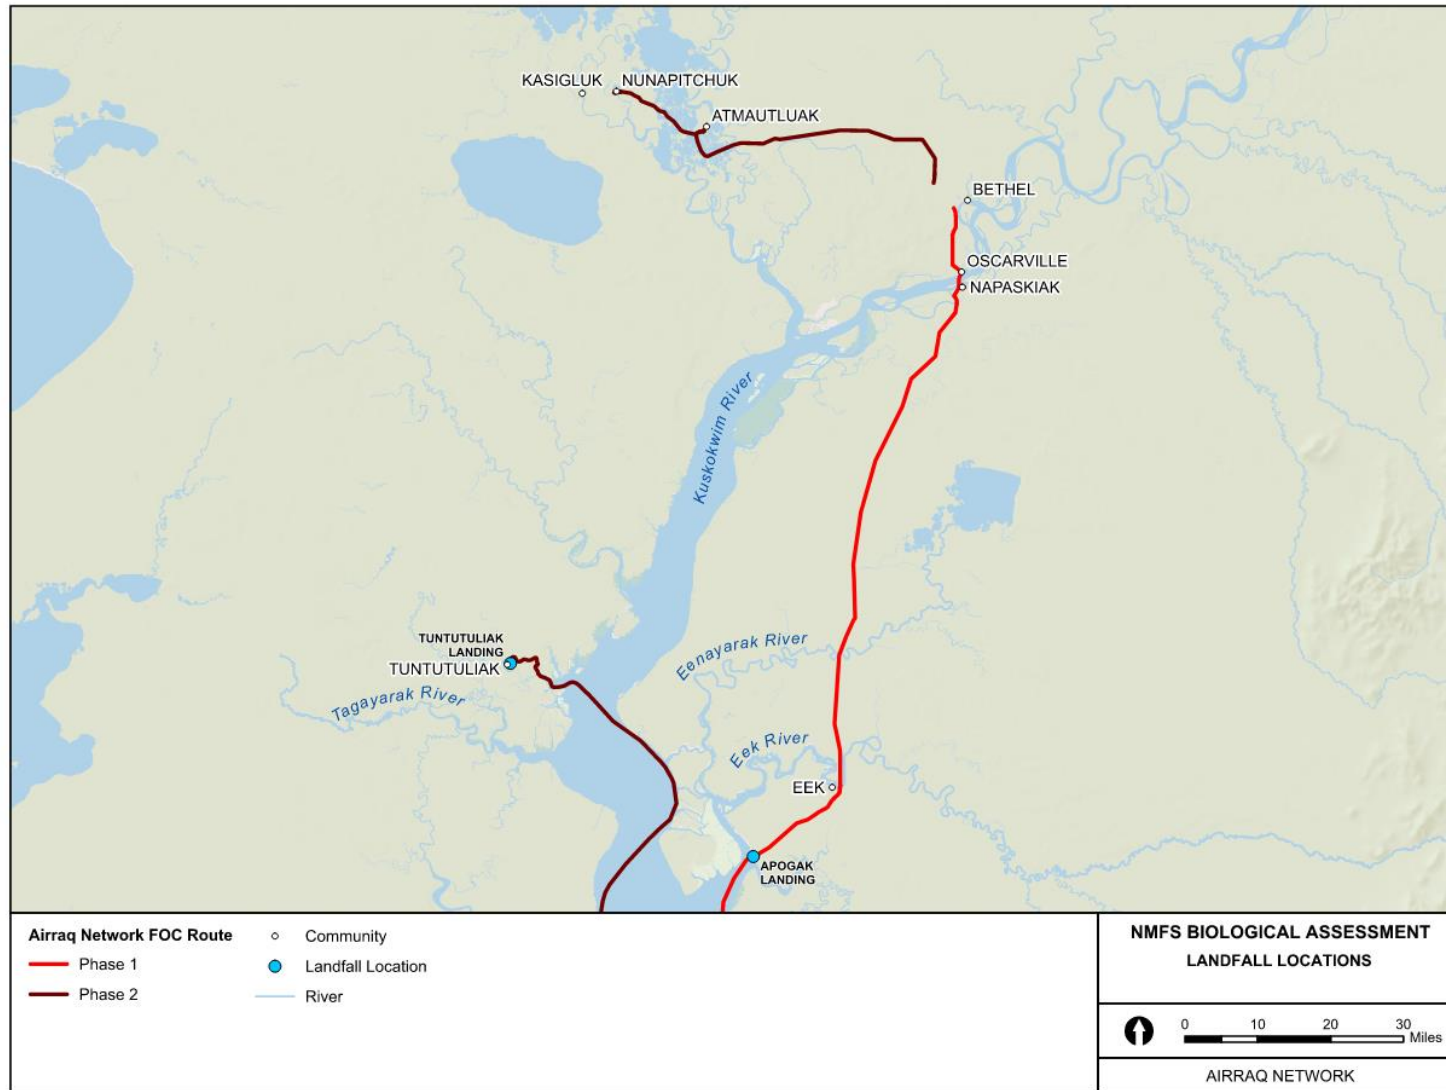 KASIGLUK
NUNAPITCHUK
ATMAUTLUAK
BETHEL
OSCARVILLE
NAPASKIAK
Kuskokwim River
TUNTUTULIAK
LANDING
TUNTUTULIAK
Eenayarak River
Tagayarak River
Eek River
EEK
APOGAK
LANDING
Airraq Network FOC Route
Phase 1
Phase 2
Community
Landfall Location
River
NMFS BIOLOGICAL ASSESSMENT
LANDFALL LOCATIONS
0 10 20 30
Miles
AIRRAQ NETWORK